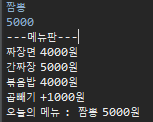 짬뽕
5000
---메뉴판---
짜장면 4000원
간짜장 5000원
볶음밥 4000원
곱빼기 +1000원
오늘의 메뉴 : 짬뽕 5000원